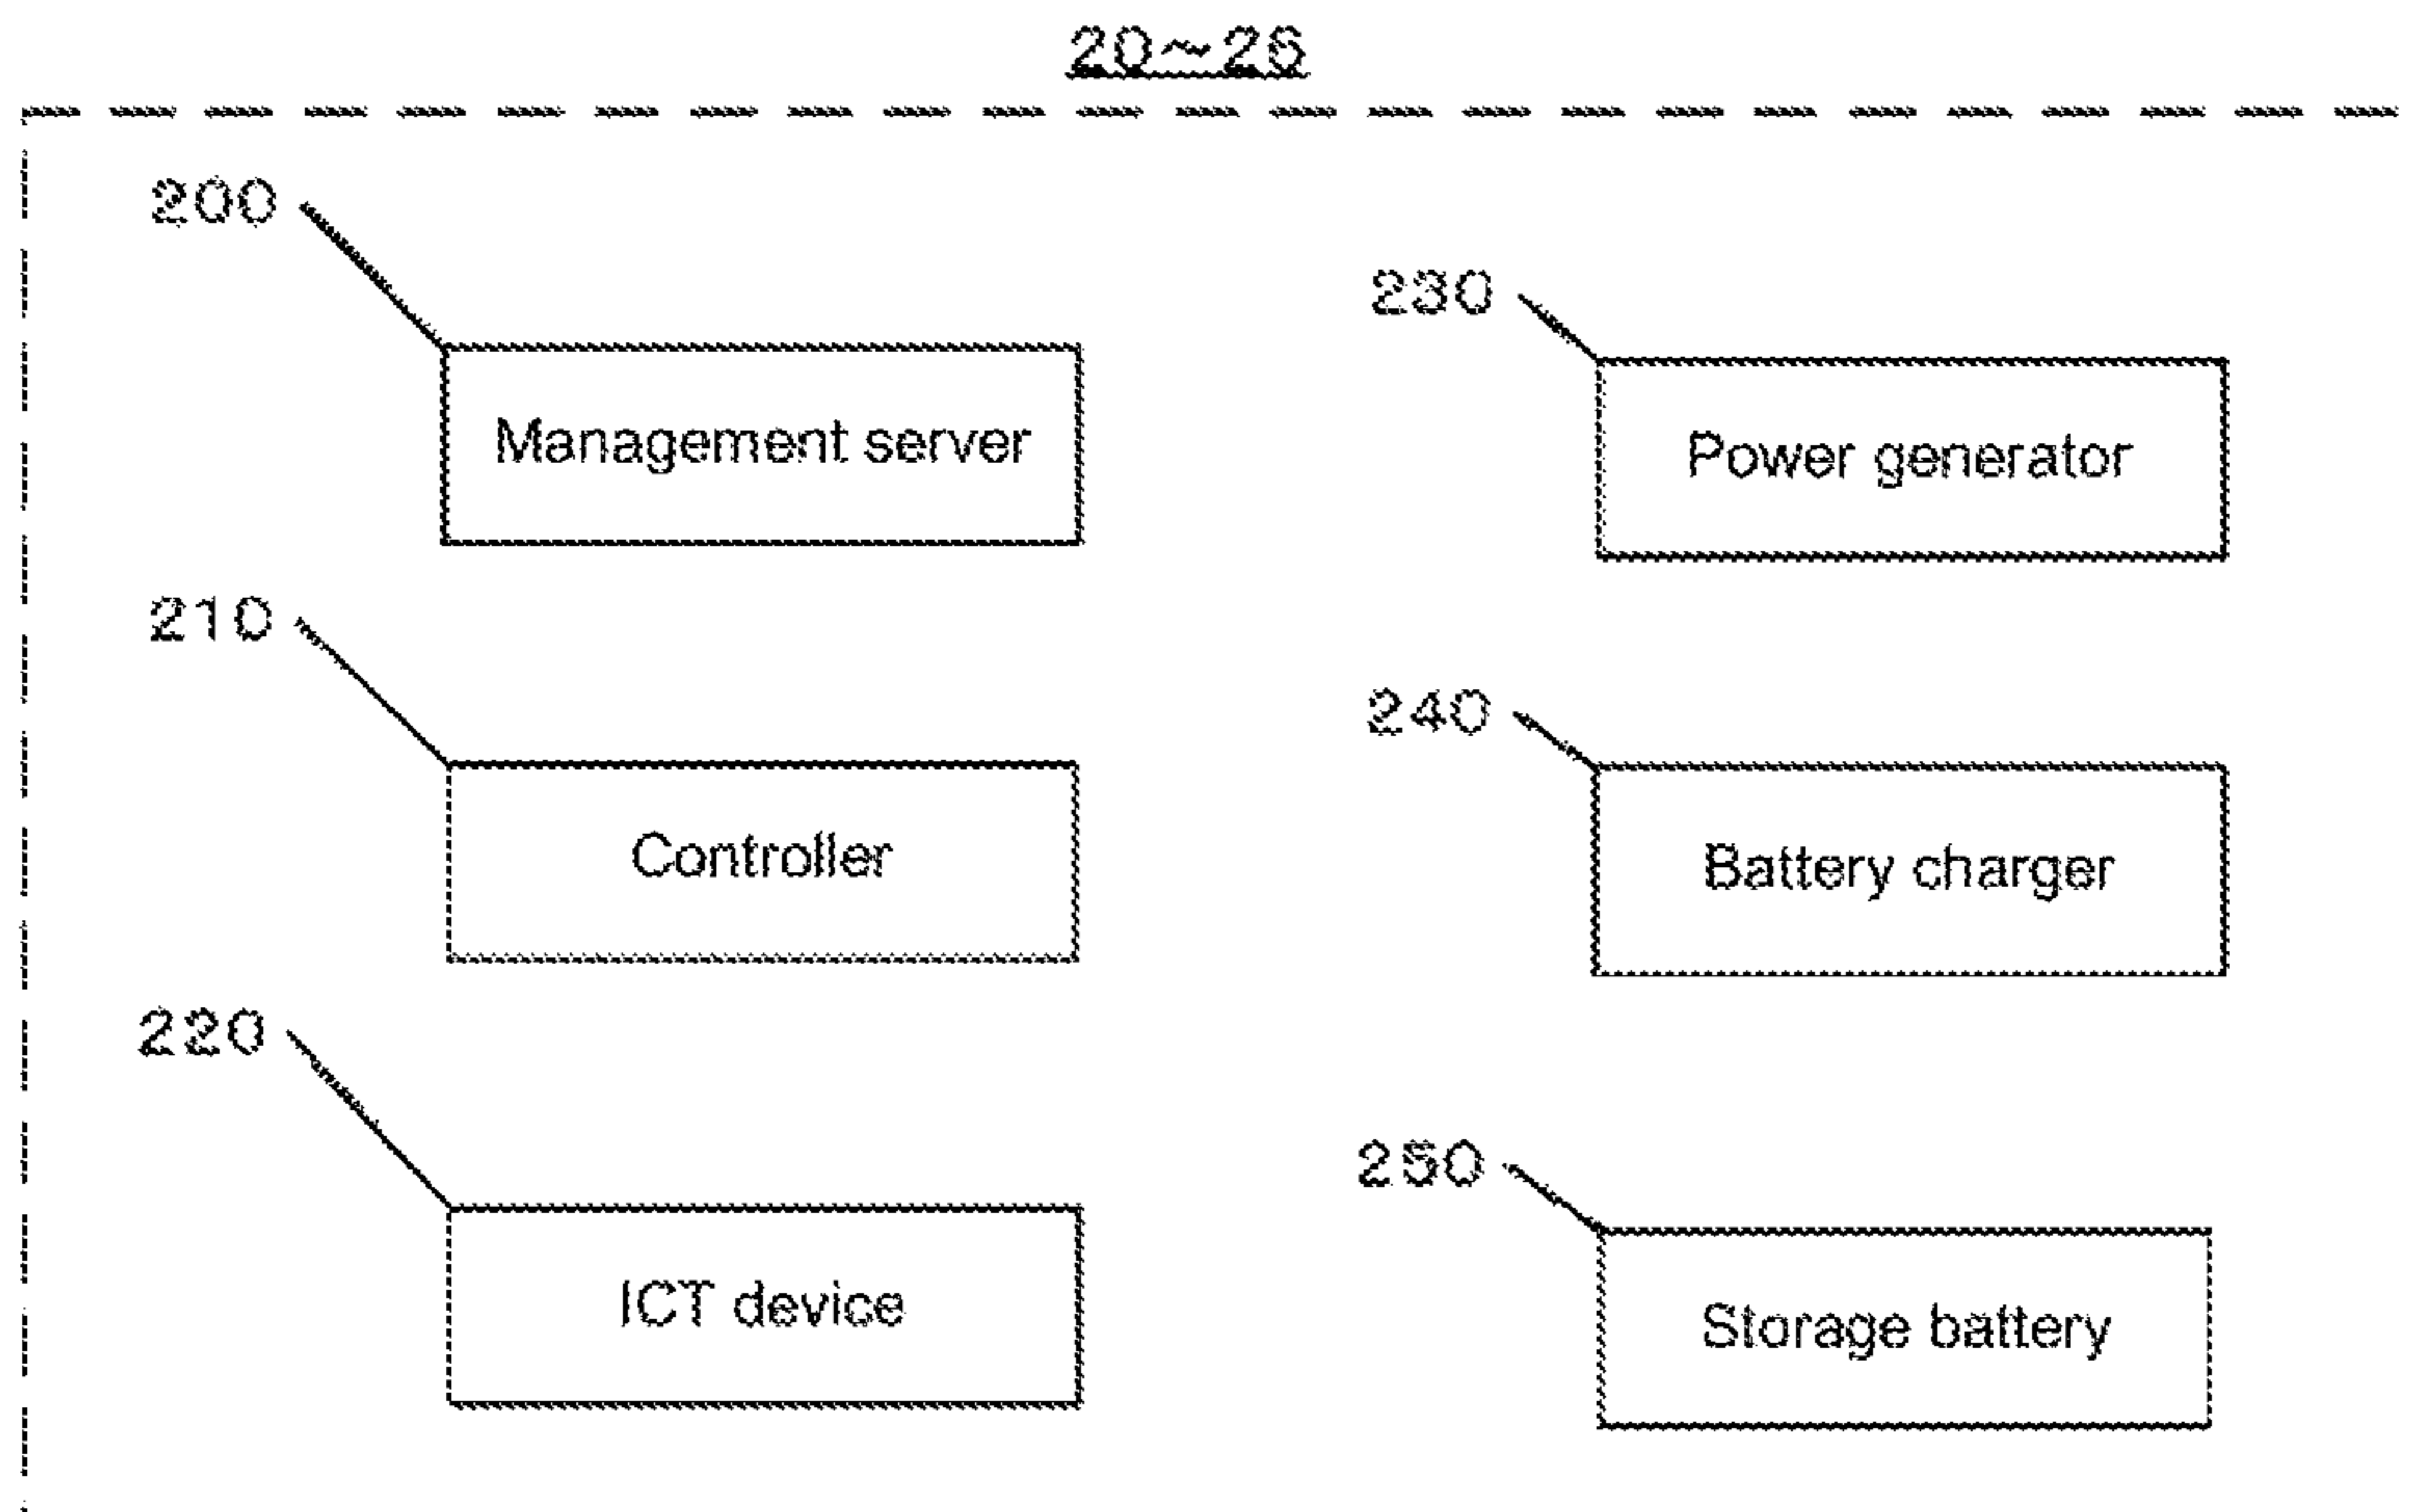 20~26
200
Management server
210
Controller
220
ICT device
230
Power generator
240
Battery charger
250
Storage battery